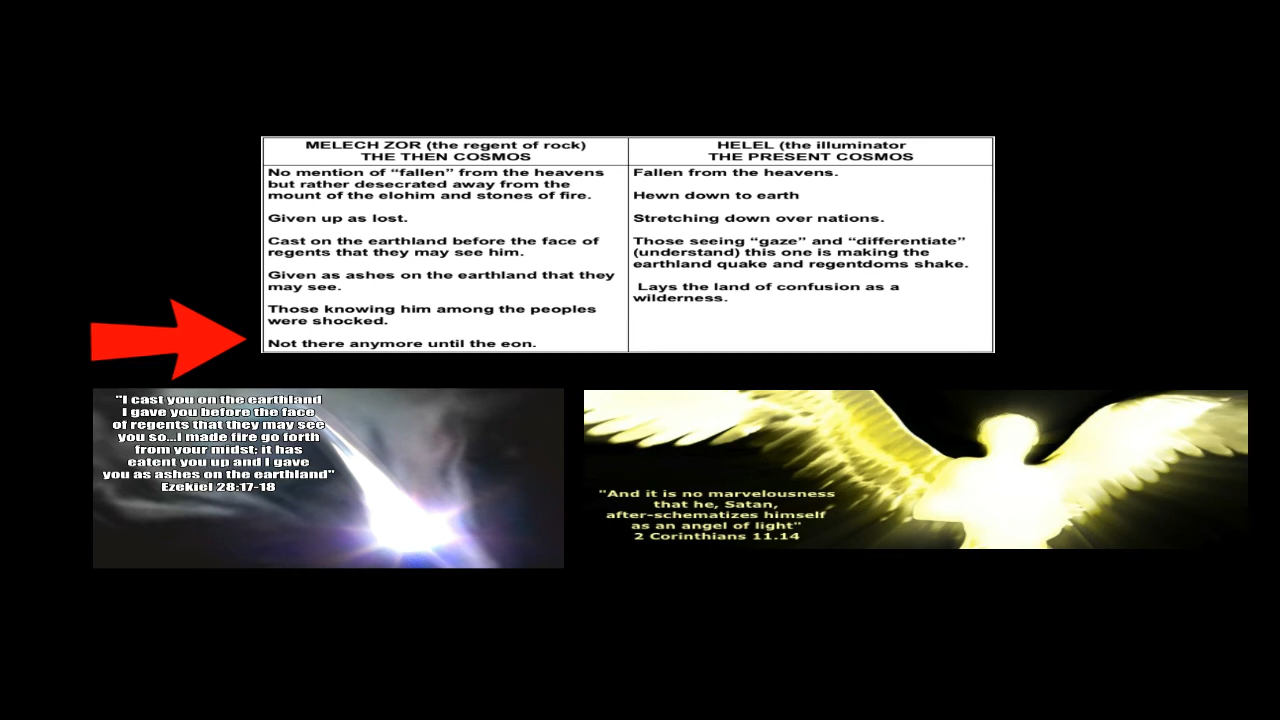 MELECH ZOR (the regent of rock)
THE THEN COSMOS
No mention of “fallen” from the heavens
but rather desecrated away from the
mount of the elohim and stones of fire.
Given up as lost.
Cast on the earthland before the face of
regents that they may see him.
Given as ashes on the earthland that they
may see.
Those knowing him among the peoples
were shocked.
Not there anymore until the eon.
HELEL (the illuminator
THE PRESENT COSMOS
Fallen from the heavens.
Hewn down to earth
Stretching down over nations.
Those seeing “gaze” and “differentiate”
(understand) this one is making the
earthland quake and regentdoms shake.
Lays the land of confusion as a
wilderness.
"I cast you on the earthland
I gave you before the face
of regents that they may see
you so...I made fire go forth
from your midst: it has
eatent you up and I gave
you as ashes on the earthland"
Ezekiel 28:17-18
"And it is no marvelousness
that he, Satan,
after-schematizes himself
as an angel of light"
2 Corinthians 11.14